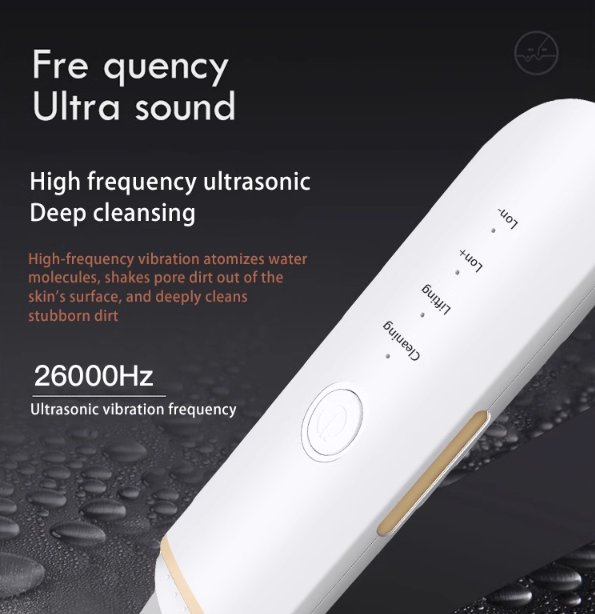 Fre quency
Ultra sound
High frequency ultrasonic
Deep cleansing
High-frequency vibration atomizes water
molecules, shakes pore dirt out of the
skin's surface, and deeply cleans
stubborn dirt
26000Hz
Ultrasonic vibration frequency
Lon-
Lon+
Lifting
Cleaning